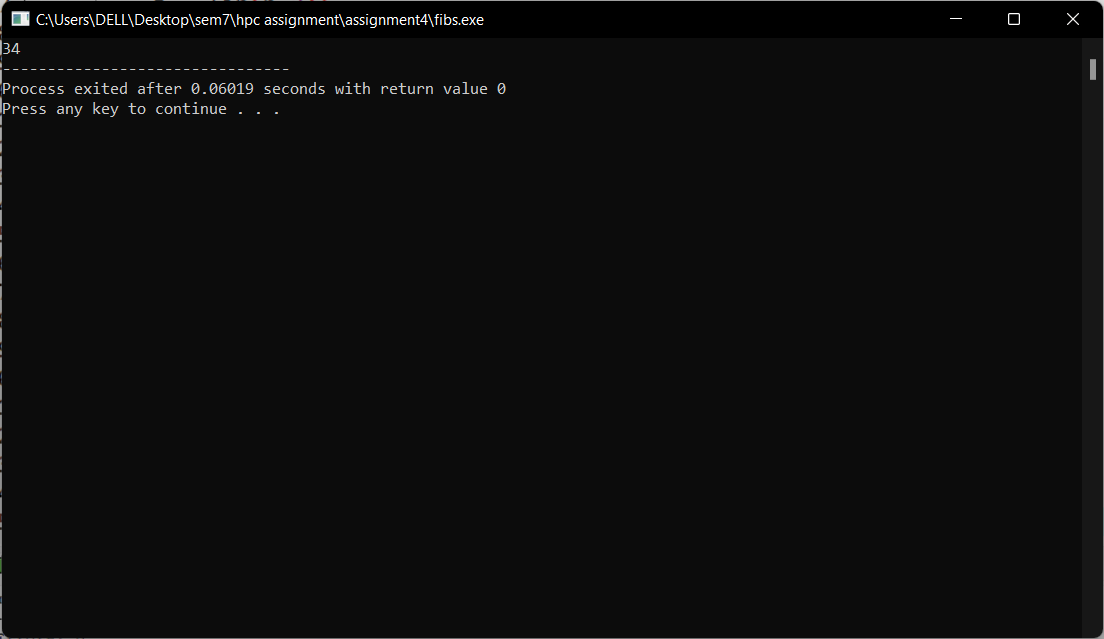 C:\Users\DELL\Desktop\sem7\hpc assignment\assignment4\fibs.exe
34
--------------------------------
Process exited after 0.06019 seconds with return value 0
Press any key to continue . . .